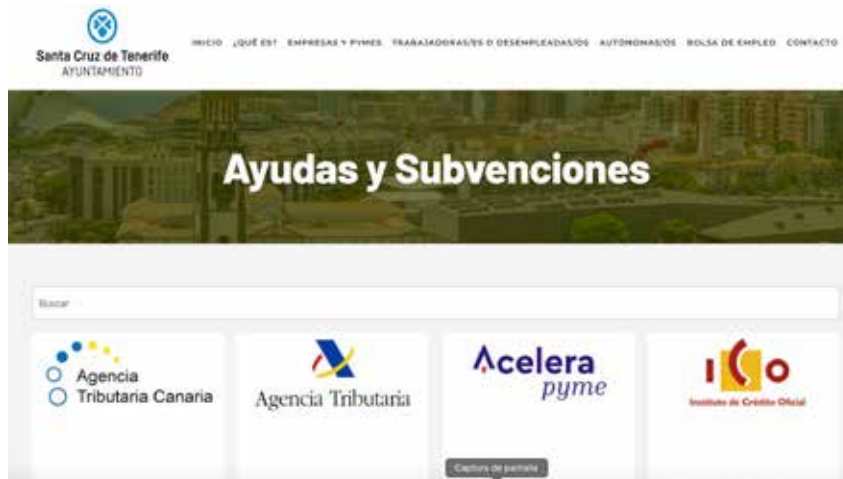 Santa Cruz de Tenerife
AYUNTAMIENTO
INICIO ¿QUÉ ES? EMPRESAS Y PYMES TRABAJADORAS/ES O DESEMPLEADAS/OS AUTÓNOMAS/OS BOLSA DE EMPLEO CONTACTO
Ayudas y Subvenciones
Buscar
Agencia
Tributaria Canaria
Agencia Tributaria
Acelera
pyme
ICO
Instituto de Crédito Oficial
Captura de pantalla